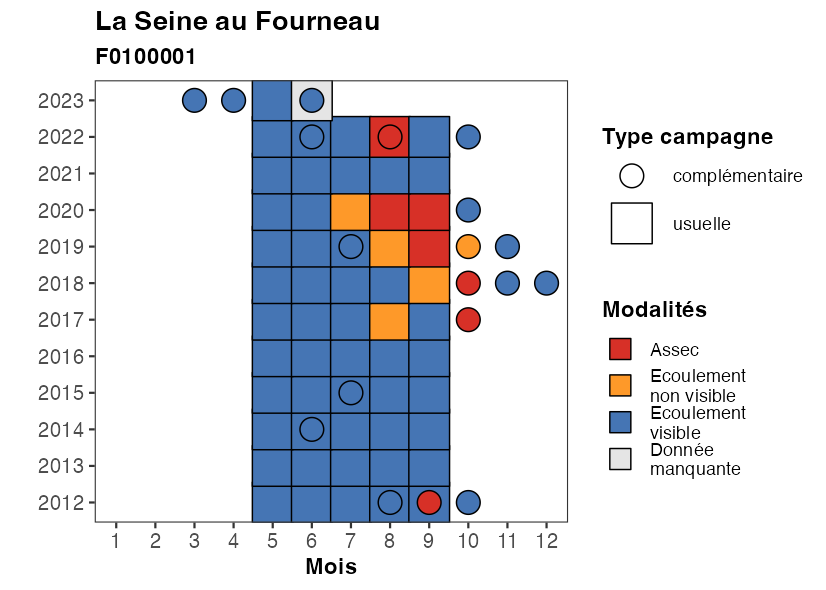 La Seine au Fourneau
F0100001
2023
2022
2021
2020
2019
2018
2017
2016
2015
2014
2013
2012
1 2 3 4 5 6 7 8 9 10 11 12
Mois
Type campagne
complémentaire
usuelle
Modalités
Assec
Ecoulement
non visible
Ecoulement
visible
Donnée
manquante